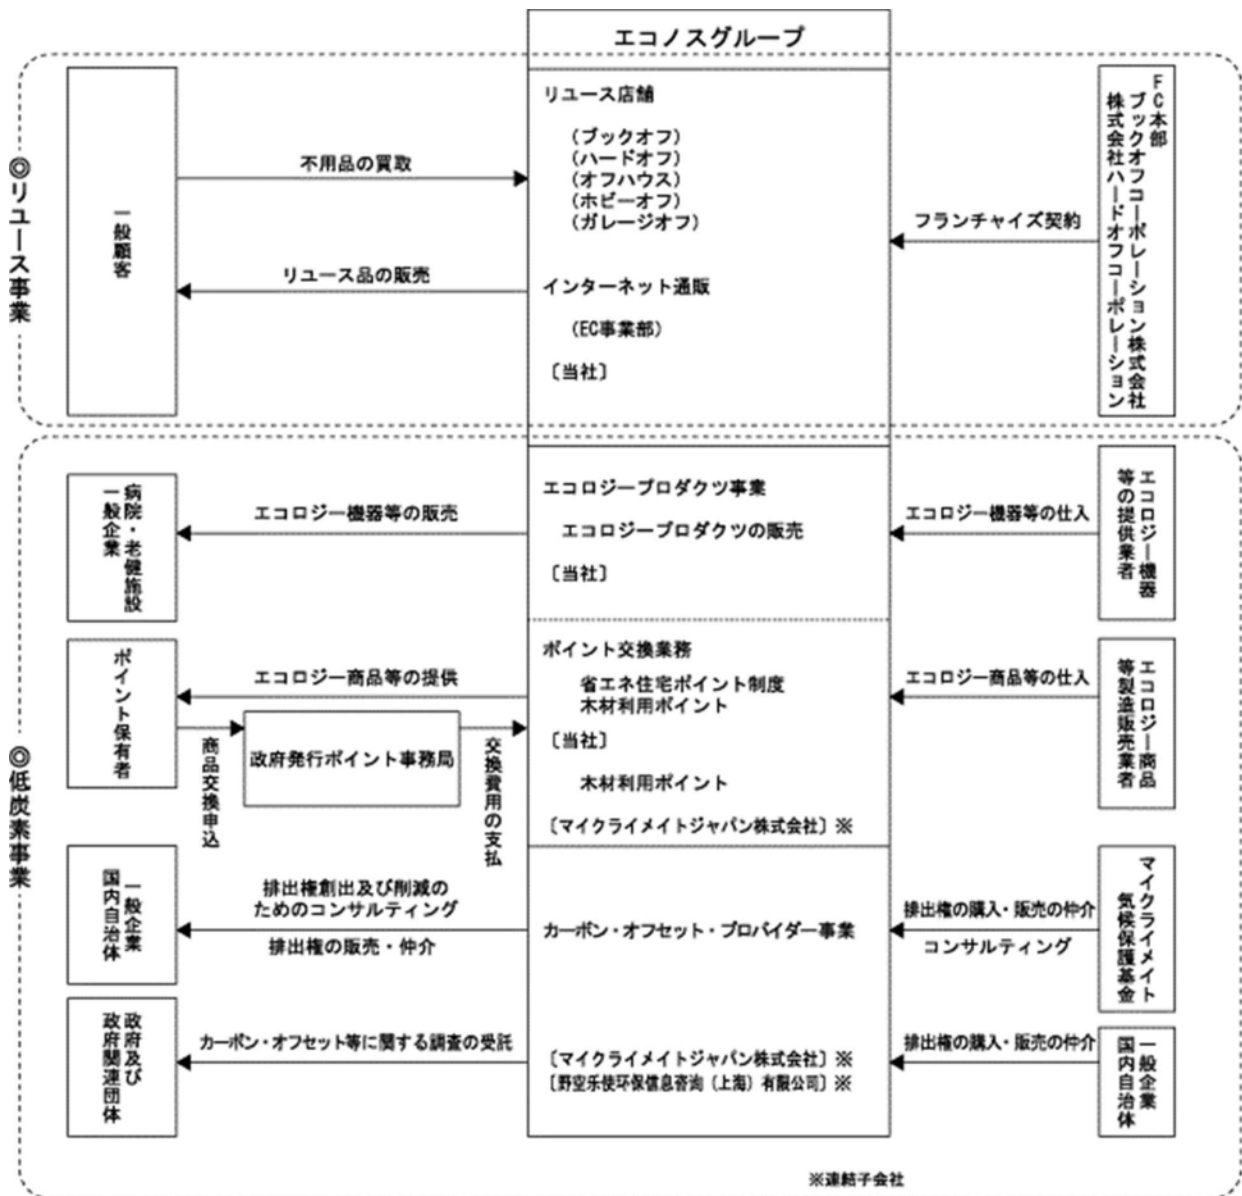 エコノスグループ
◎リユース事業
一般顧客
不用品の買取
リユース品の販売
リユース店舗
(ブックオフ)
(ハードオフ)
(オフハウス)
(ホビーオフ)
(ガレージオフ)
インターネット通販
(EC事業部)
〔当社〕
フランチャイズ契約
FC本部
ブックオフコーポレーション株式会社
株式会社ハードオフコーポレーション
◎低炭素事業
病院・老健施設
一般企業
エコロジー機器等の販売
エコロジープロダクツ事業
エコロジープロダクツの販売
〔当社〕
エコロジー機器等の仕入
エコロジー機器
等の提供業者
ポイント保有者
エコロジー商品等の提供
商品交換申込
政府発行ポイント事務局
交換費用の支払
ポイント交換業務
省エネ住宅ポイント制度
木材利用ポイント
〔当社〕
木材利用ポイント
〔マイクライメイトジャパン株式会社〕※
エコロジー商品等の仕入
エコロジー商品
等製造販売業者
一般企業
国内自治体
排出権創出及び削減の
ためのコンサルティング
排出権の販売・仲介
カーボン・オフセット・プロバイダー事業
排出権の購入・販売の仲介
コンサルティング
マイクライメイト
気候保護基金
政府及び
政府関連団体
カーボン・オフセット等に関する調査の受託
〔マイクライメイトジャパン株式会社〕※
〔野空乐使环保信息咨询(上海)有限公司〕※
排出権の購入・販売の仲介
一般企業
国内自治体
※連結子会社